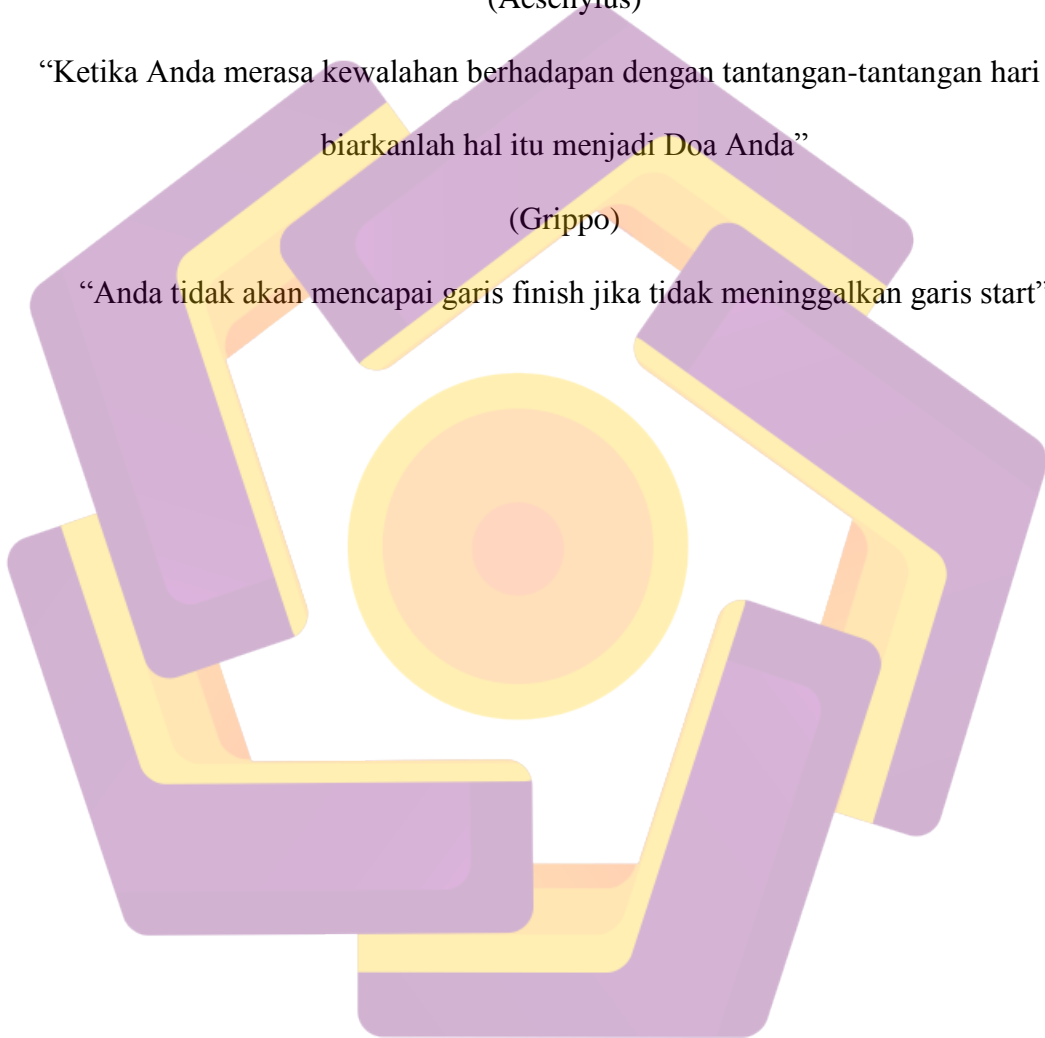 (Aeschylus)
“Ketika Anda merasa kewalahan berhadapan dengan tantangan-tantangan hari
biarkanlah hal itu menjadi Doa Anda”
(Grippo)
“Anda tidak akan mencapai garis finish jika tidak meninggalkan garis start”